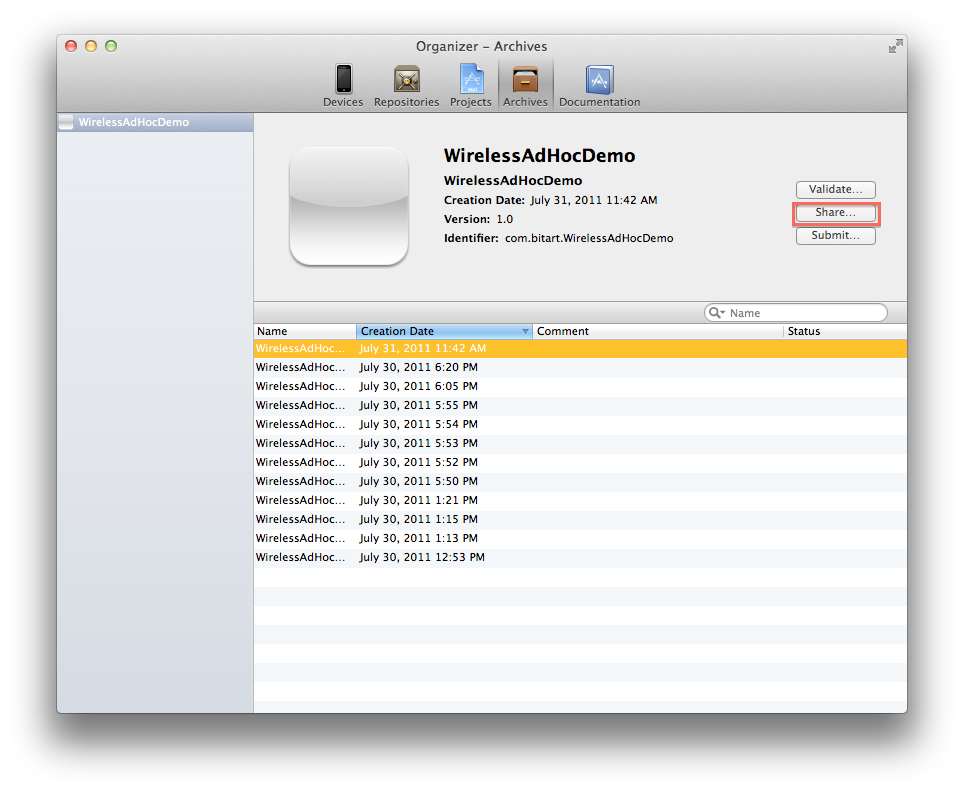 Organizer – Archives
Devices Repositories Projects Archives Documentation
WirelessAdHocDemo
WirelessAdHocDemo
WirelessAdHocDemo
Creation Date: July 31, 2011 11:42 AM
Version: 1.0
Identifier: com.bitart.WirelessAdHocDemo
Validate...
Share...
Submit...
Name
Name Creation Date Comment Status
WirelessAdHoc... July 31, 2011 11:42 AM
WirelessAdHoc... July 30, 2011 6:20 PM
WirelessAdHoc... July 30, 2011 6:05 PM
WirelessAdHoc... July 30, 2011 5:55 PM
WirelessAdHoc... July 30, 2011 5:54 PM
WirelessAdHoc... July 30, 2011 5:53 PM
WirelessAdHoc... July 30, 2011 5:52 PM
WirelessAdHoc... July 30, 2011 5:50 PM
WirelessAdHoc... July 30, 2011 1:21 PM
WirelessAdHoc... July 30, 2011 1:15 PM
WirelessAdHoc... July 30, 2011 1:13 PM
WirelessAdHoc... July 30, 2011 12:53 PM